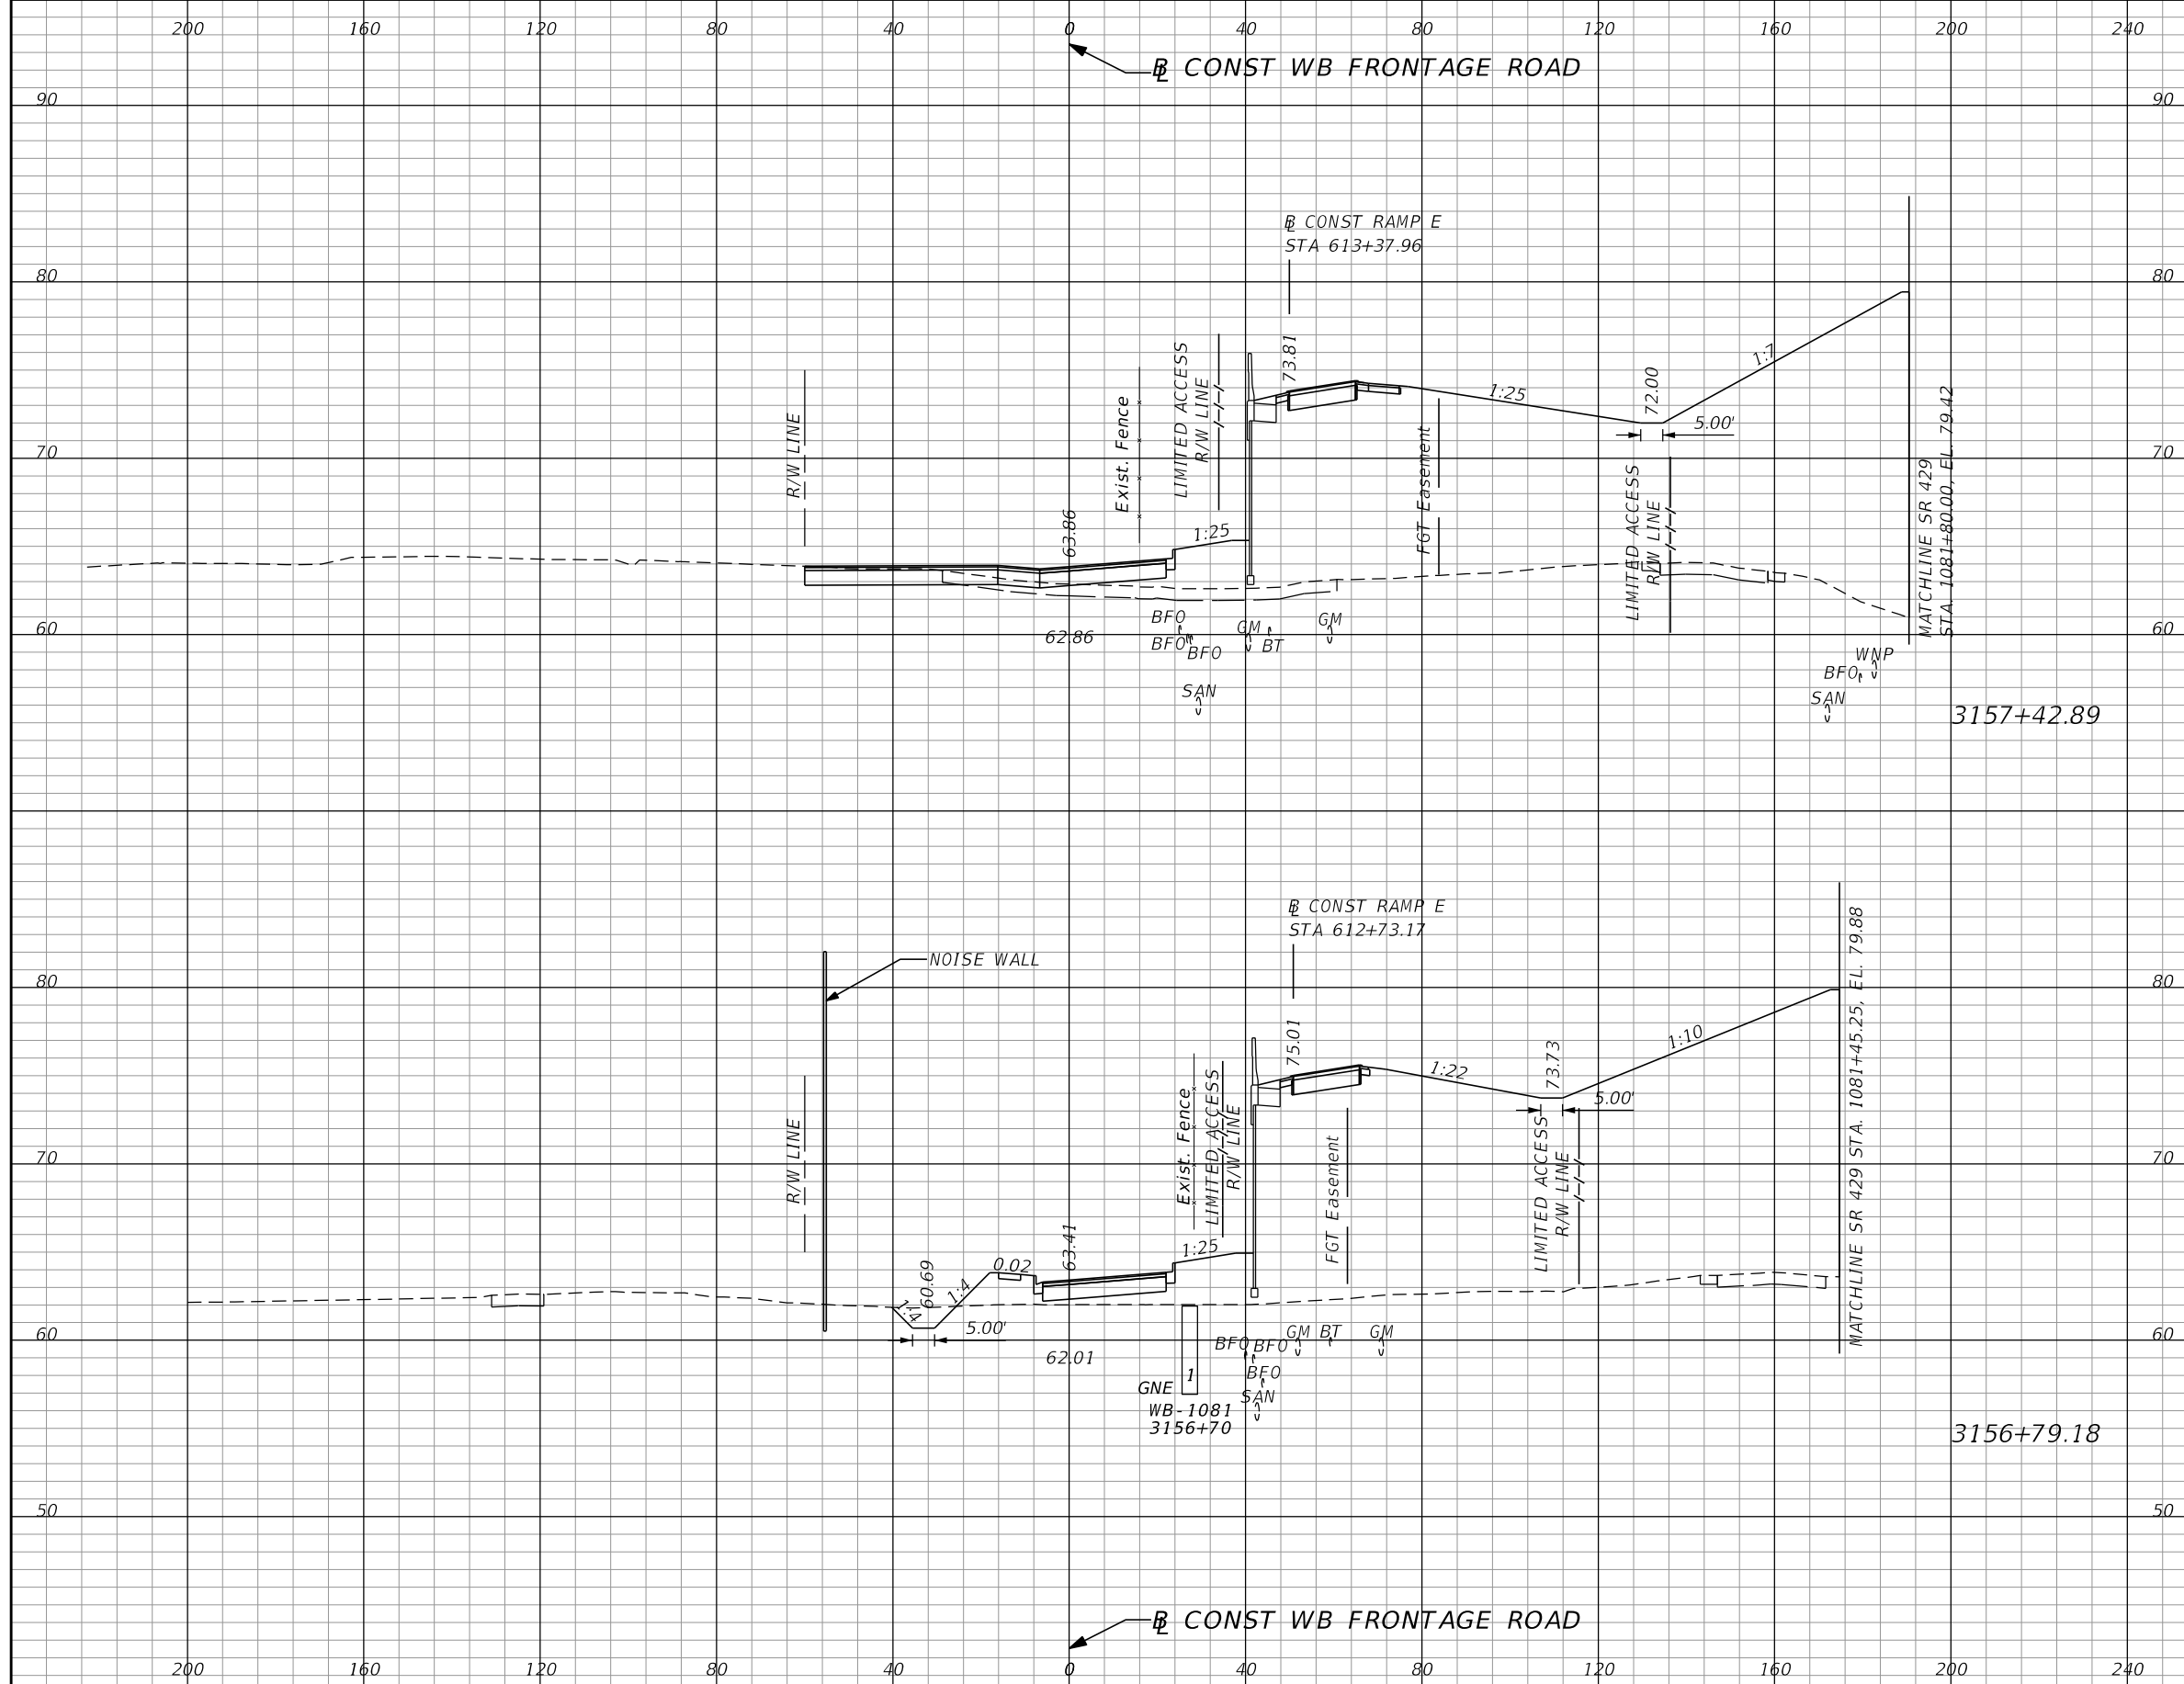 200 160 120 80 40 0 40 80 120 160 200 240
BL CONST WB FRONTAGE ROAD
90 90
BL CONST RAMP E
STA 613+37.96
80 80
R/W LINE
Exist. Fence
LIMITED ACCESS
R/W LINE
73.81
1:25
72.00
5.00'
1:7
70 70
63.86
1:25
FGT Easement
LIMITED ACCESS
R/W LINE
MATCHLINE SR 429
STA. 1081+80.00, EL. 79.42
60 60
62.86
BFO
BFO
BFO
GM
BT
GM
SAN
WNP
BFO
SAN
3157+42.89
BL CONST RAMP E
STA 612+73.17
NOISE WALL
80 80
R/W LINE
Exist. Fence
LIMITED ACCESS
R/W LINE
75.01
1:22
73.73
5.00'
1:10
70 70
FGT Easement
LIMITED ACCESS
R/W LINE
MATCHLINE SR 429 STA. 1081+45.25, EL. 79.88
1:4
60.69
1:4
0.02
63.41
1:25
5.00'
60 60
62.01
BFO
BFO
GM
BT
GM
BFO
SAN
1
GNE
WB-1081
3156+70
3156+79.18
50 50
BL CONST WB FRONTAGE ROAD
200 160 120 80 40 0 40 80 120 160 200 240